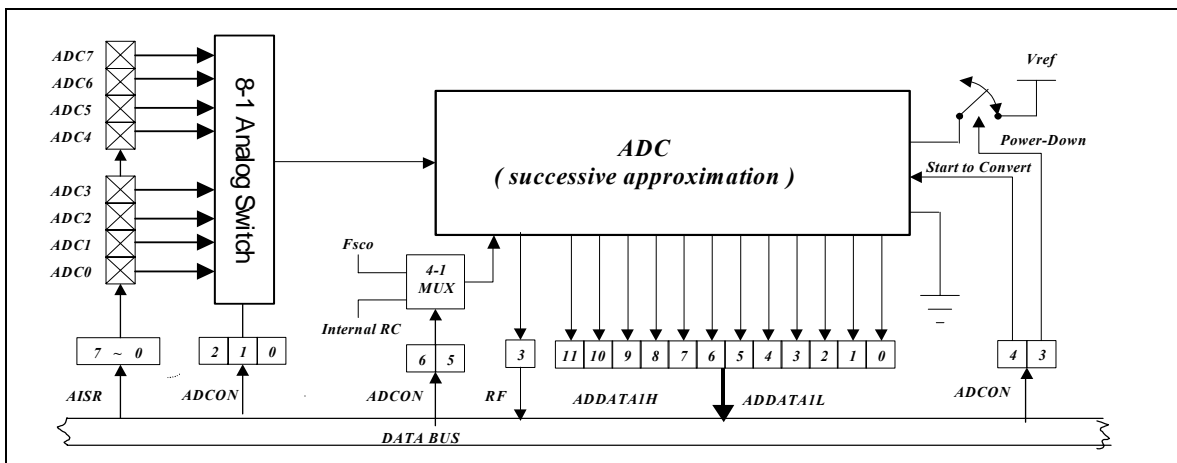 ADC7
ADC6
ADC5
ADC4
ADC3
ADC2
ADC1
ADC0
8-1 Analog Switch
ADC
( successive approximation )
Vref
Power-Down
Start to Convert
Fsco
4-1
MUX
Internal RC
7 ~ 0
2 1 0
6 5
3
11 10 9 8 7 6 5 4 3 2 1 0
4 3
AISR
ADCON
ADCON
RF
ADDATA1H
ADDATA1L
ADCON
DATA BUS